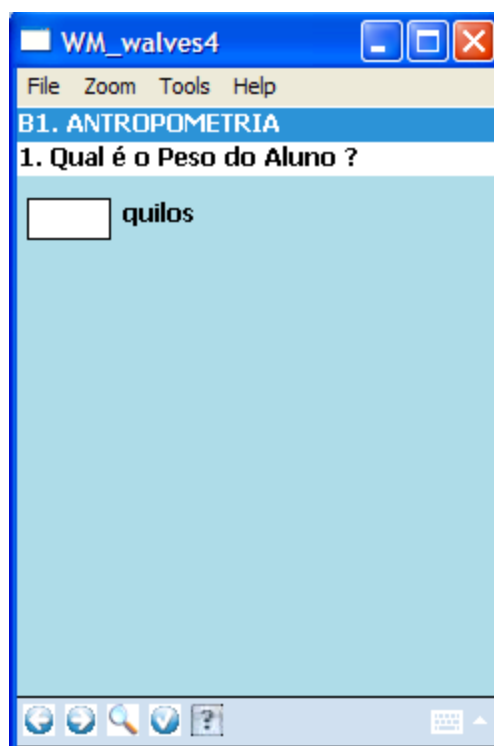 WM_walves4
File Zoom Tools Help
B1. ANTROPOMETRIA
1. Qual é o Peso do Aluno ?
quilos
?